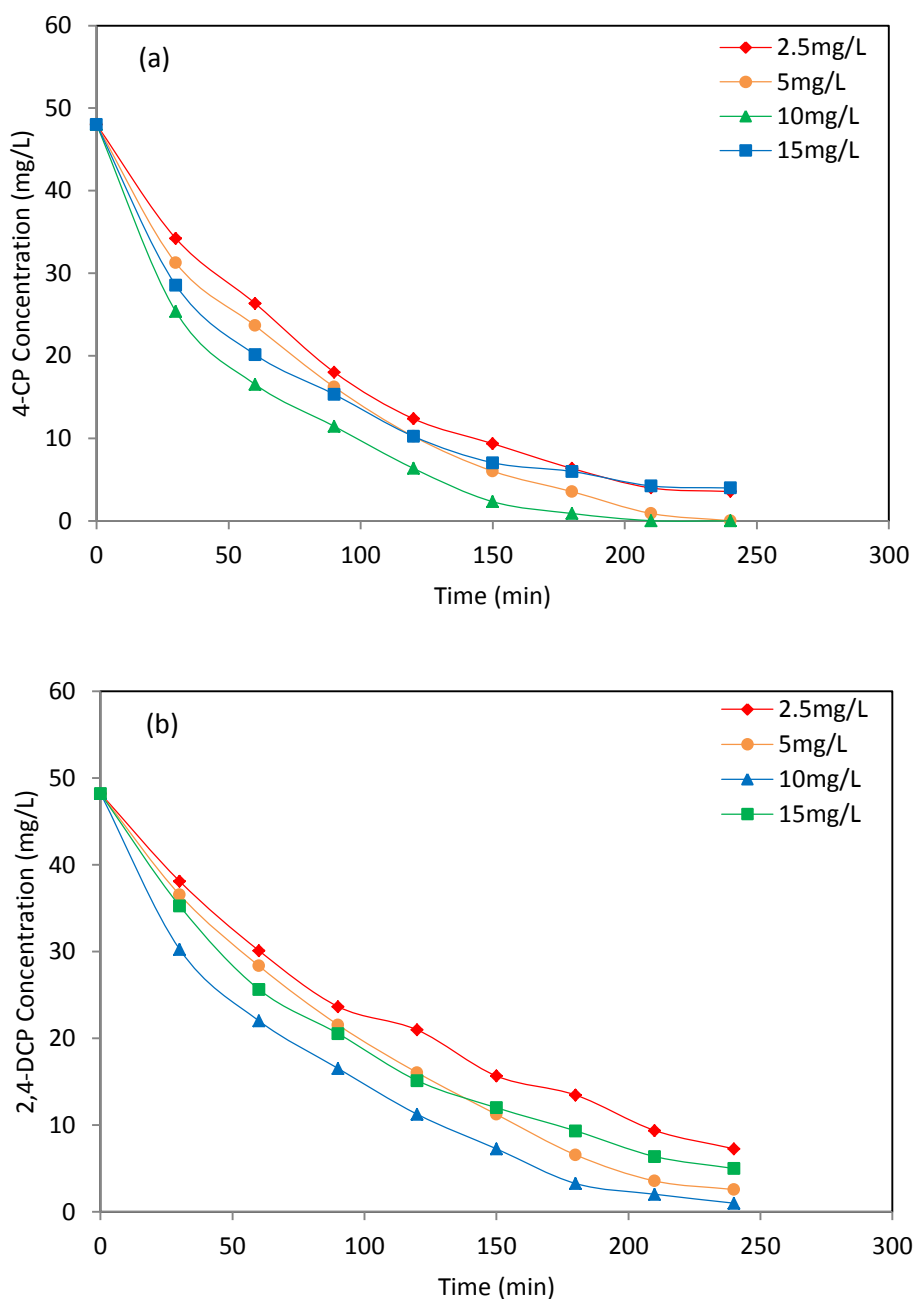 60
50
40
30
20
10
0
0 50 100 150 200 250 300
4-CP Concentration (mg/L)
Time (min)
(a)
2.5mg/L
5mg/L
10mg/L
15mg/L
60
50
40
30
20
10
0
0 50 100 150 200 250 300
2,4-DCP Concentration (mg/L)
Time (min)
(b)
2.5mg/L
5mg/L
10mg/L
15mg/L